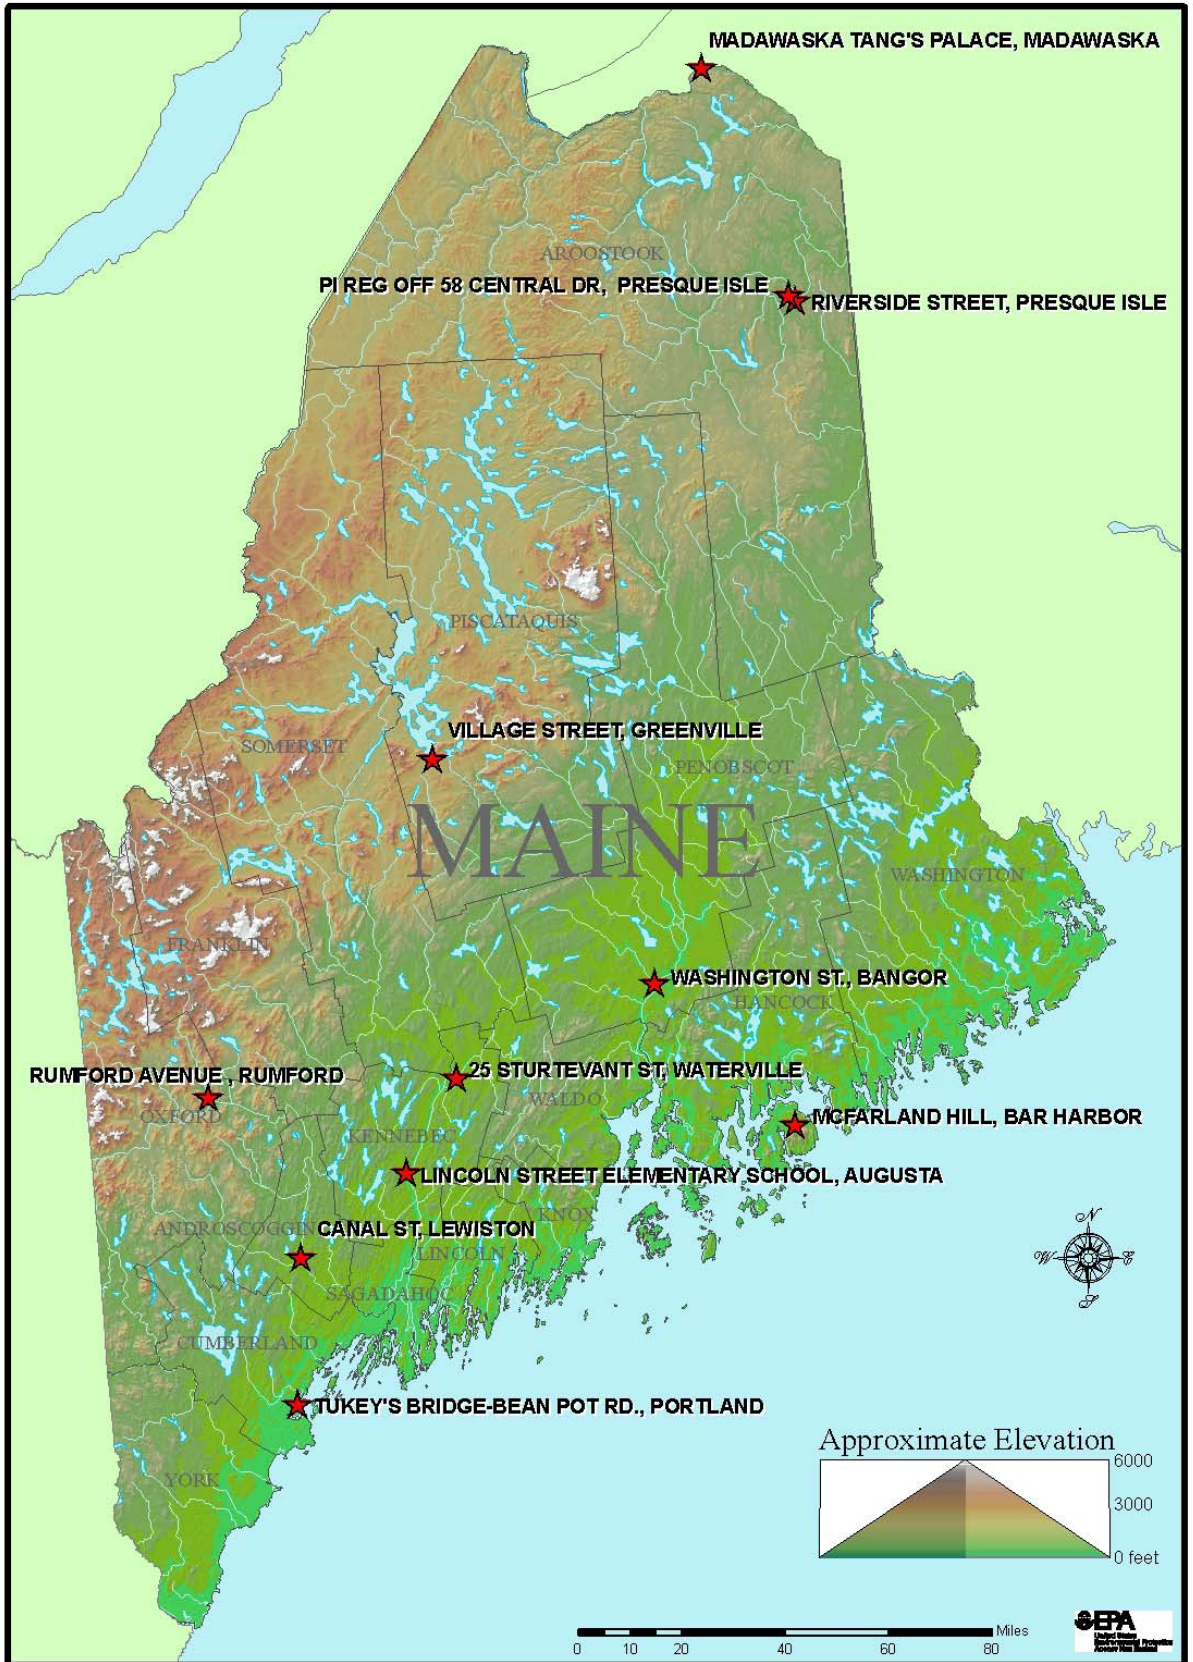 MADAWASKA TANG'S PALACE, MADAWASKA
AROOSTOOK
PI REG OFF 58 CENTRAL DR, PRESQUE ISLE
RIVERSIDE STREET, PRESQUE ISLE
PISCATAQUIS
VILLAGE STREET, GREENVILLE
SOMERSET
PENOBSCOT
MAINE
WASHINGTON
FRANKLIN
WASHINGTON ST., BANGOR
HANCOCK
RUMFORD AVENUE , RUMFORD
25 STURTEVANT ST, WATERVILLE
WALDO
OXFORD
MCFARLAND HILL, BAR HARBOR
KENNEBEC
LINCOLN STREET ELEMENTARY SCHOOL, AUGUSTA
KNOX
ANDROSCOGGIN
CANAL ST, LEWISTON
LINCOLN
N
W E
S
SAGADAHOC
CUMBERLAND
TUKEY'S BRIDGE-BEAN POT RD., PORTLAND
YORK
Approximate Elevation
6000
3000
0 feet
Miles
0 10 20 40 60 80
EPA
United States
Environmental Protection